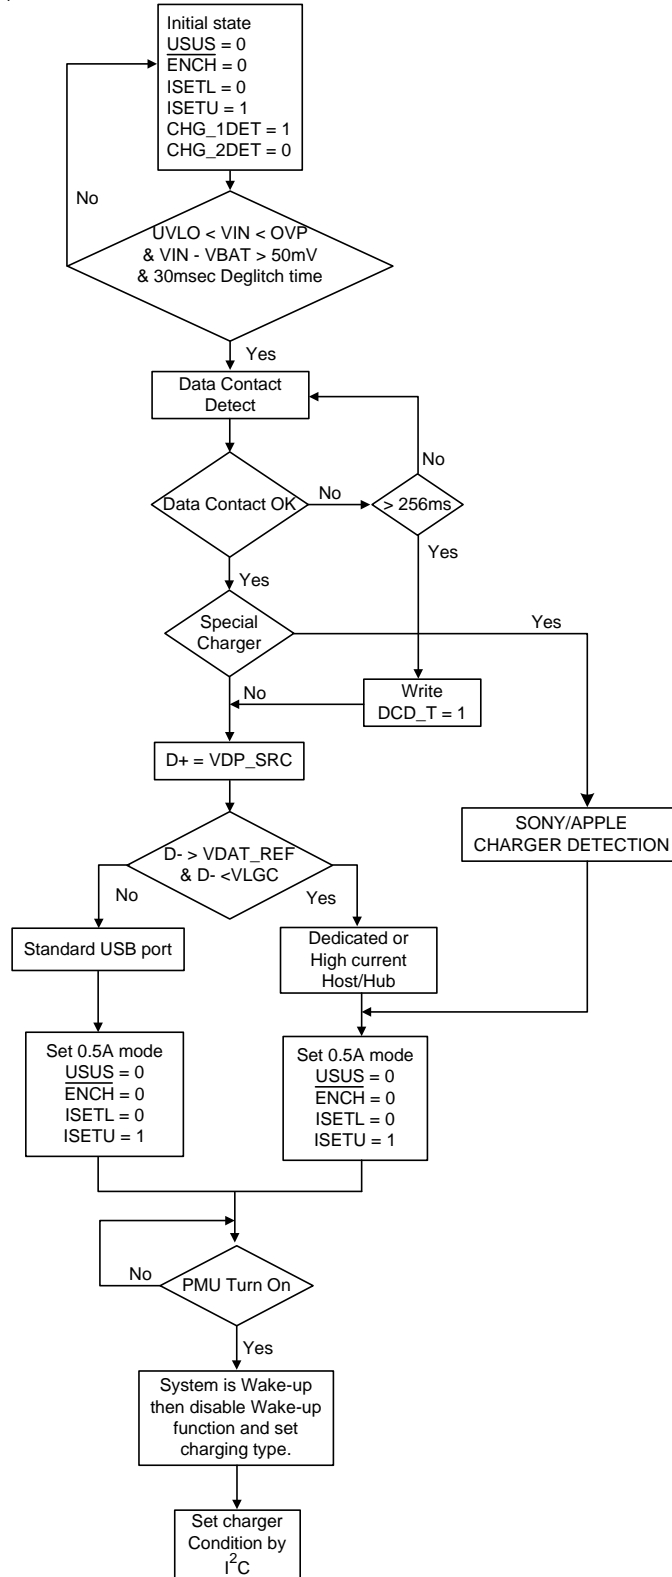 Initial state
USUS = 0
ENCH = 0
ISETL = 0
ISETU = 1
CHG_1DET = 1
CHG_2DET = 0
No
UVLO < VIN < OVP
& VIN - VBAT > 50mV
& 30msec Deglitch time
Yes
Data Contact
Detect
No
Data Contact OK
No
> 256ms
Yes
Yes
Special
Charger
Yes
No
Write
DCD_T = 1
D+ = VDP_SRC
SONY/APPLE
CHARGER DETECTION
D- > VDAT_REF
& D- <VLGC
No
Yes
Standard USB port
Dedicated or
High current
Host/Hub
Set 0.5A mode
USUS = 0
ENCH = 0
ISETL = 0
ISETU = 1
Set 0.5A mode
USUS = 0
ENCH = 0
ISETL = 0
ISETU = 1
No
PMU Turn On
Yes
System is Wake-up
then disable Wake-up
function and set
charging type.
Set charger
Condition by
I²C